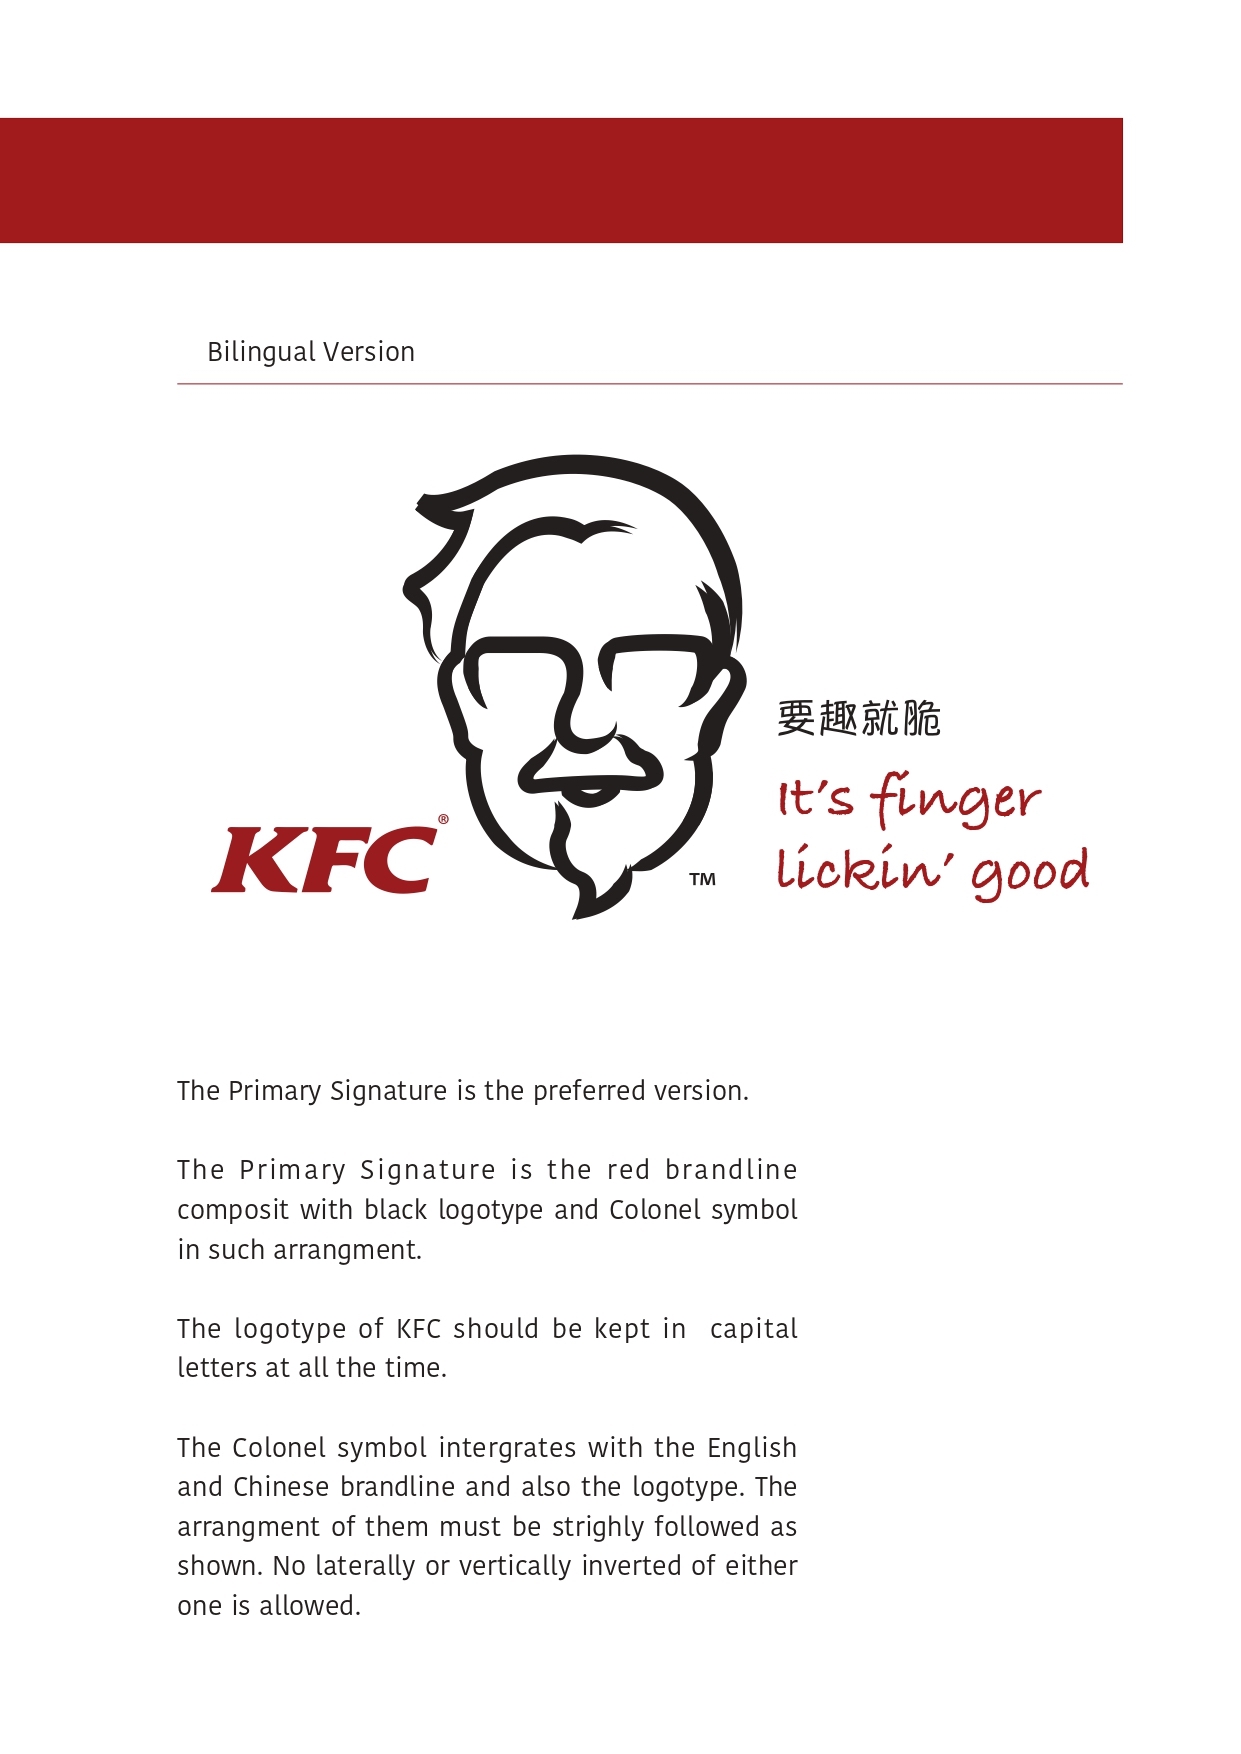 Bilingual Version
要趣就脆
It's finger
KFC®
lickin' good
TM
The Primary Signature is the preferred version.
The Primary Signature is the red brandline
composit with black logotype and Colonel symbol
in such arrangment.
The logotype of KFC should be kept in capital
letters at all the time.
The Colonel symbol intergrates with the English
and Chinese brandline and also the logotype. The
arrangment of them must be strighly followed as
shown. No laterally or vertically inverted of either
one is allowed.